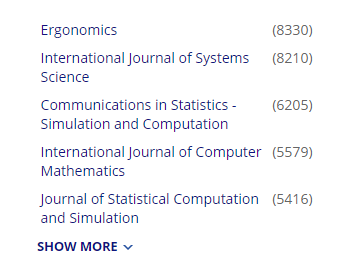 Ergonomics (8330)
International Journal of Systems (8210)
Science
Communications in Statistics - (6205)
Simulation and Computation
International Journal of Computer (5579)
Mathematics
Journal of Statistical Computation (5416)
and Simulation
SHOW MORE